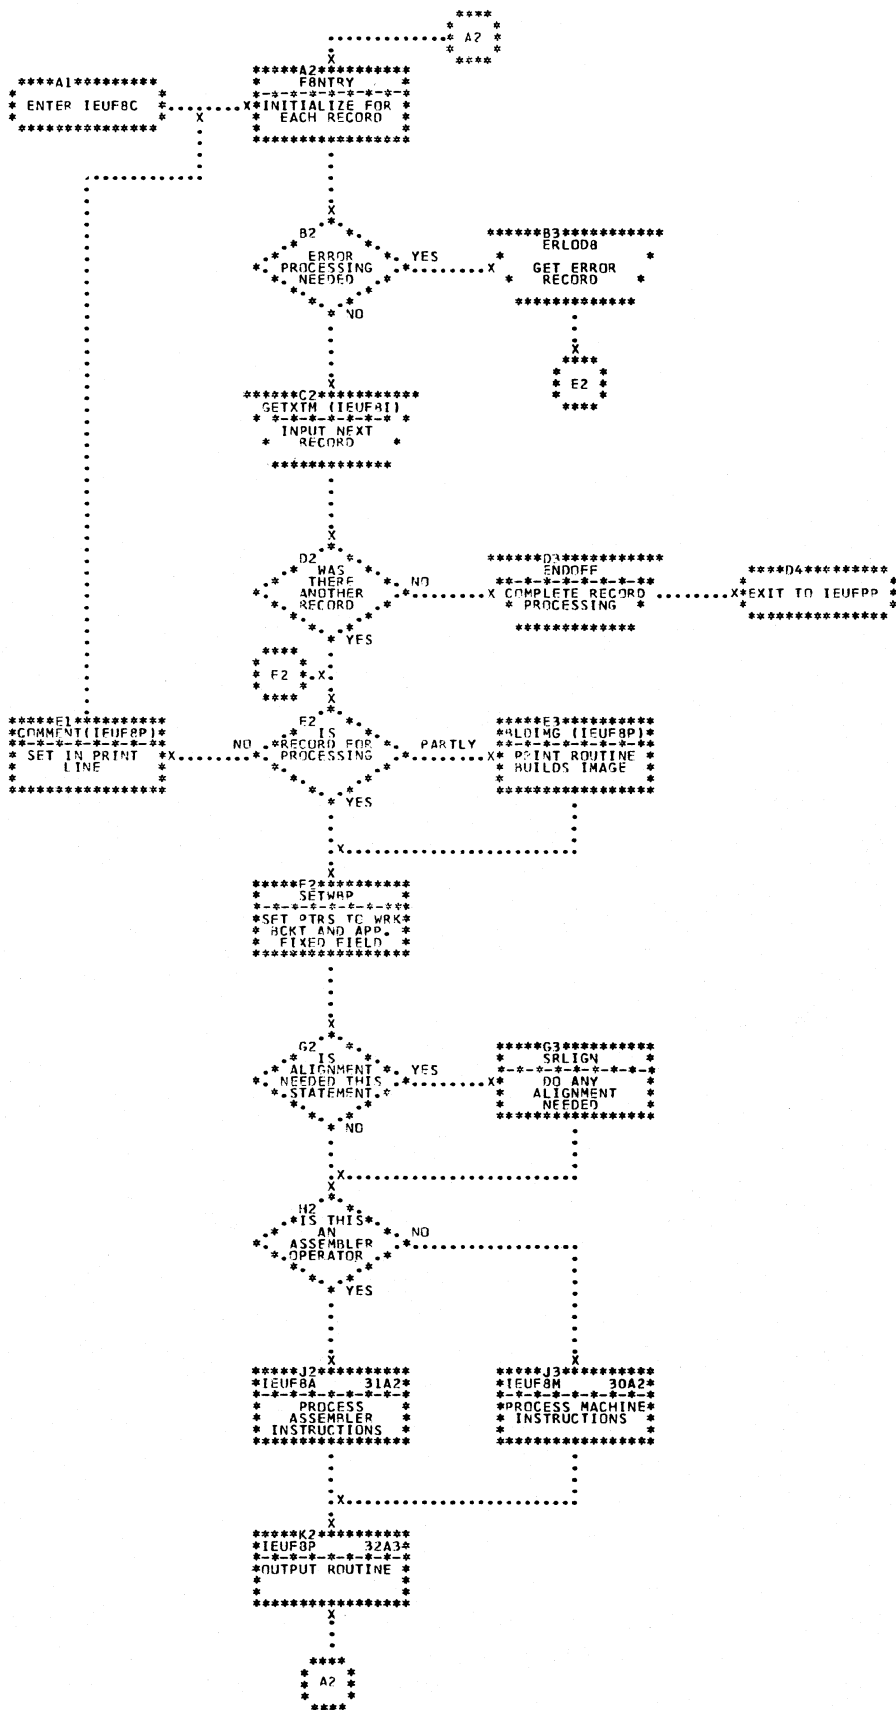 A2
A1
ENTER IEUF8C
A2
F8NTRY
INITIALIZE FOR
EACH RECORD
B2
ERROR
PROCESSING
NEEDED
YES
NO
B3
ERLOD8
GET ERROR
RECORD
E2
C2
GETXTM (IEUF8I)
INPUT NEXT
RECORD
D2
WAS
THERE
ANOTHER
RECORD
NO
YES
D3
ENDOFF
COMPLETE RECORD
PROCESSING
D4
EXIT TO IEUFPP
E2
E1
COMMENT(IEUF8P)
SET IN PRINT
LINE
NO
E2
IS
RECORD FOR
PROCESSING
PARTLY
YES
E3
BLDIMG (IEUF8P)
PRINT ROUTINE
BUILDS IMAGE
F2
SETWBP
SET PTRS TO WRK
BCKT AND APP.
FIXED FIELD
G2
IS
ALIGNMENT
NEEDED THIS
STATEMENT
YES
NO
G3
SRLIGN
DO ANY
ALIGNMENT
NEEDED
H2
IS THIS
AN
ASSEMBLER
OPERATOR
NO
YES
J2
IEUF8A 31A2
PROCESS
ASSEMBLER
INSTRUCTIONS
J3
IEUF8M 30A2
PROCESS MACHINE
INSTRUCTIONS
K2
IEUF8P 32A3
OUTPUT ROUTINE
A2